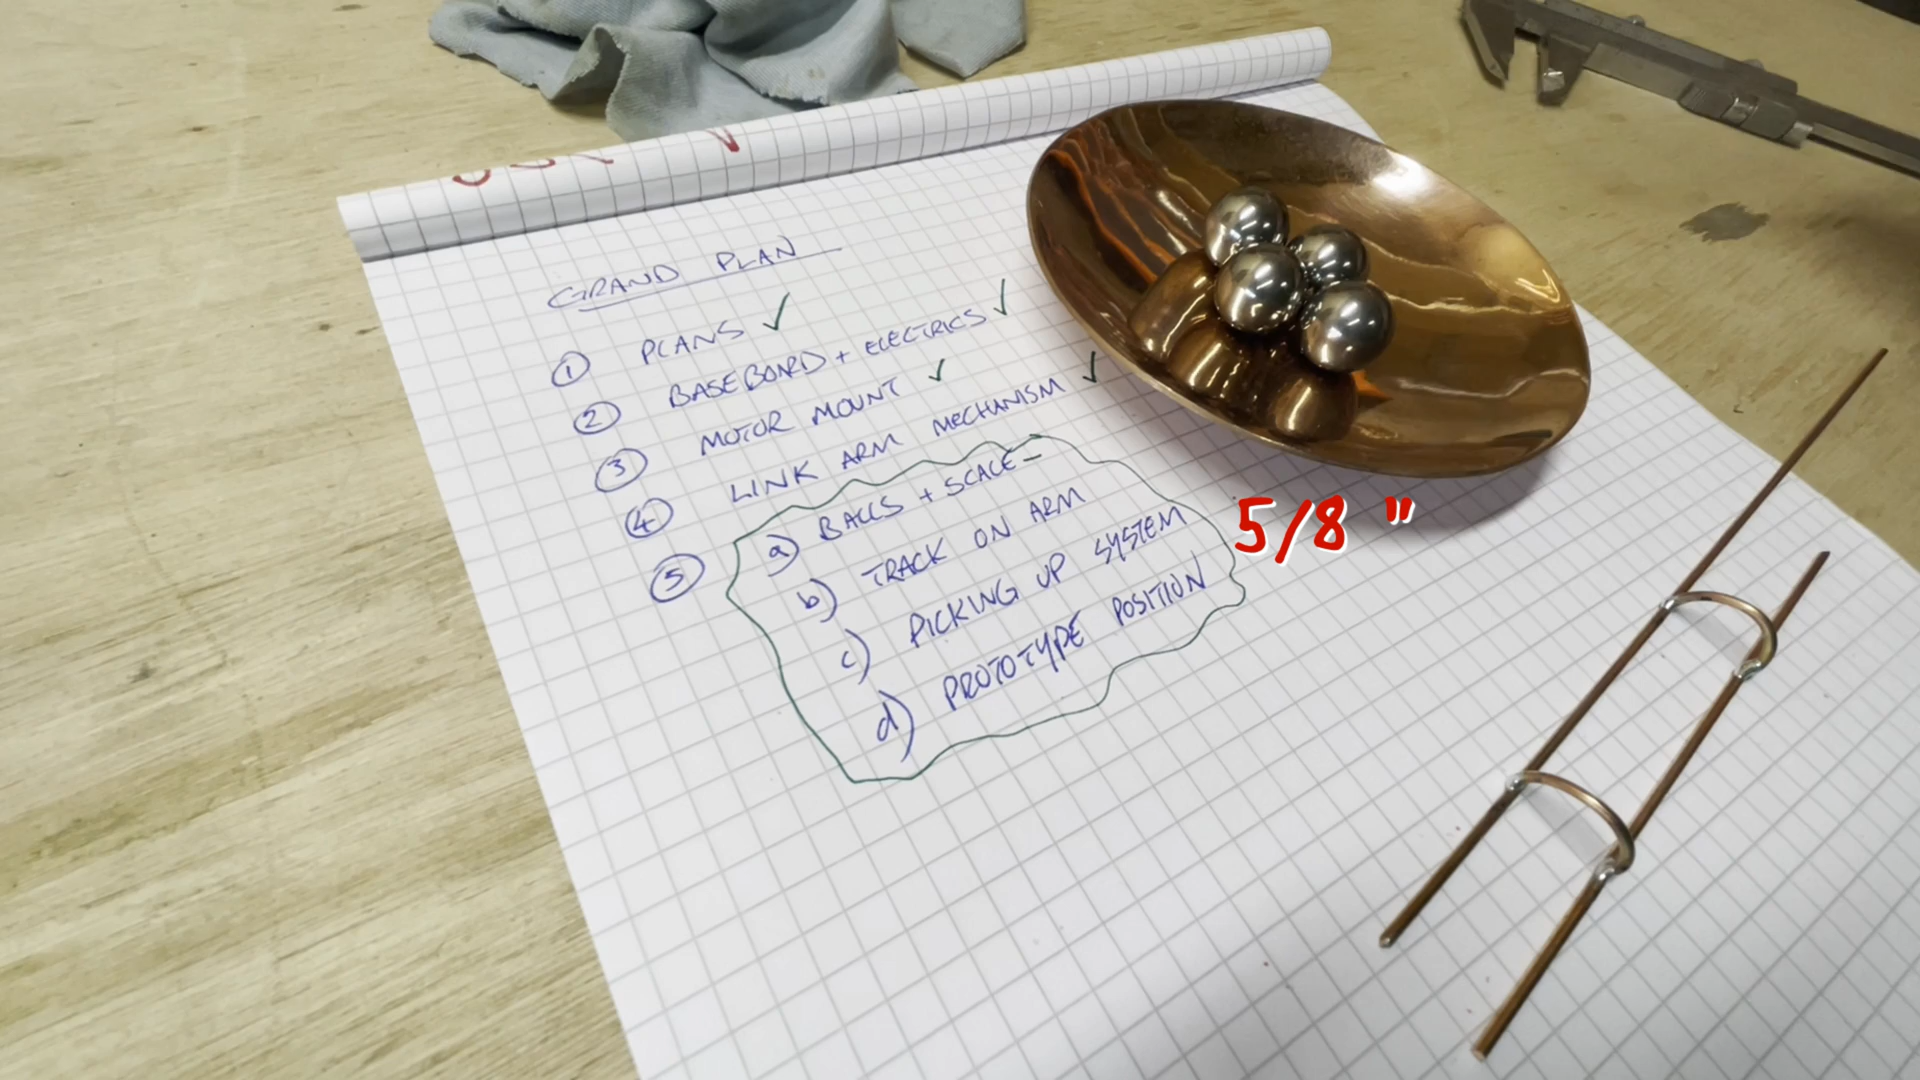 GRAND PLAN
① PLANS ✓
② BASEBOARD + ELECTRICS ✓
③ MOTOR MOUNT ✓
④ LINK ARM MECHANISM ✓
⑤ a) BALLS + SCALE –
b) TRACK ON ARM
c) PICKING UP SYSTEM
d) PROTOTYPE POSITION
5/8 "